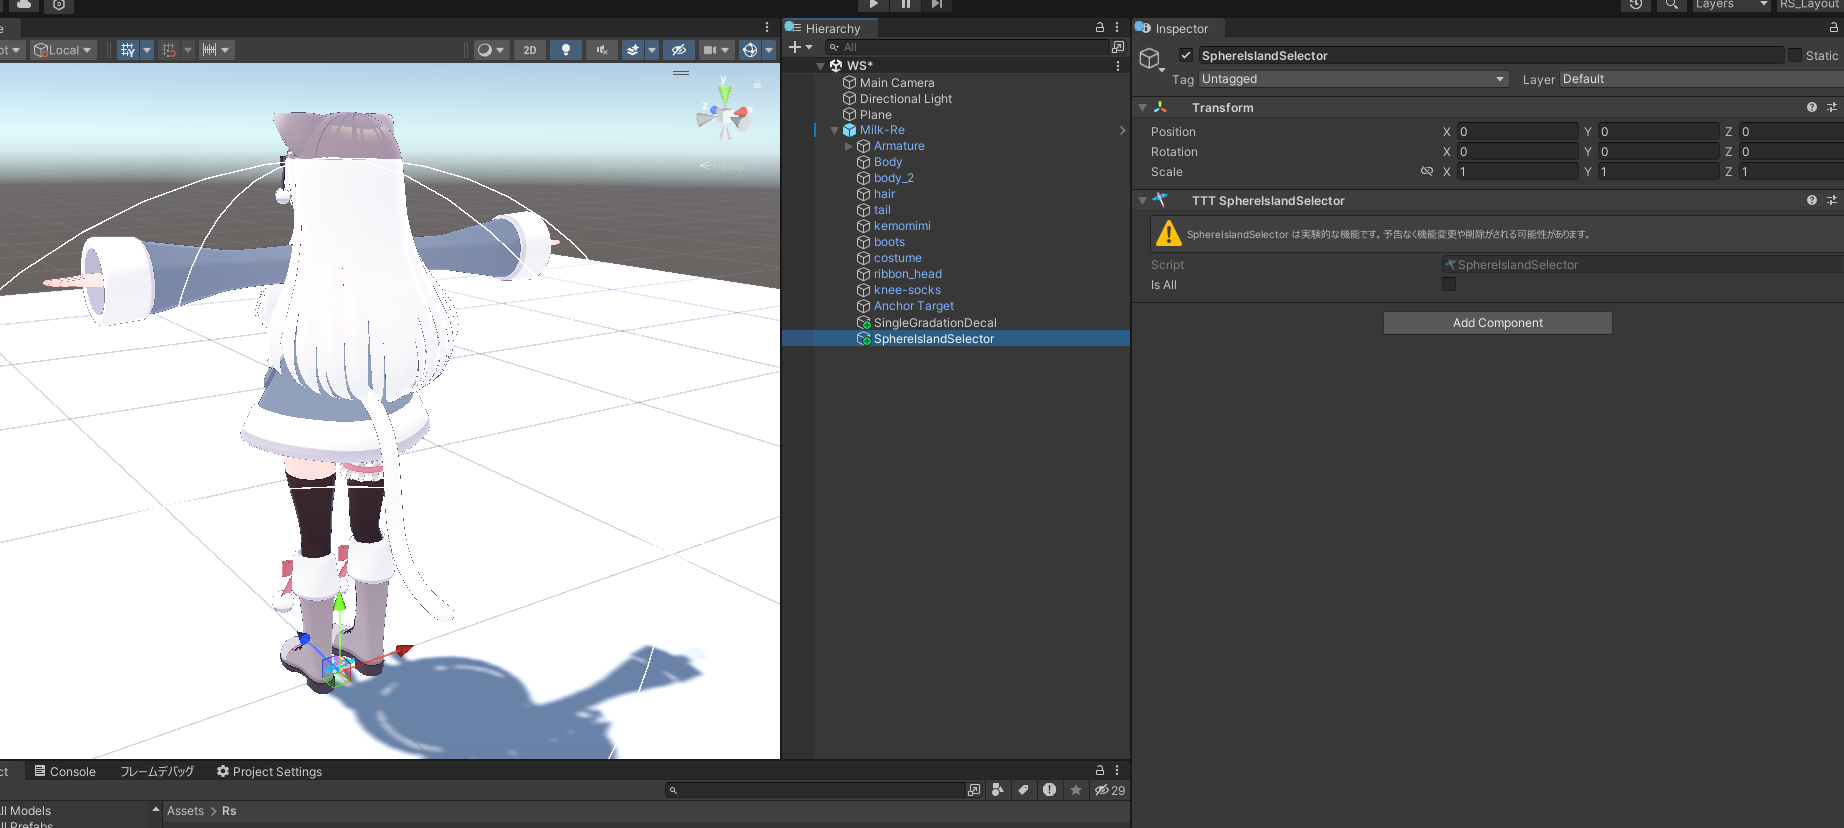 Layers
RS_Layout
Local
2D
y
z
x
Persp
Hierarchy
All
WS*
Main Camera
Directional Light
Plane
Milk-Re
Armature
Body
body_2
hair
tail
kemomimi
boots
costume
ribbon_head
knee-socks
Anchor Target
SingleGradationDecal
SphereIslandSelector
Inspector
SphereIslandSelector
Static
Tag Untagged
Layer Default
Transform
Position X 0 Y 0 Z 0
Rotation X 0 Y 0 Z 0
Scale X 1 Y 1 Z 1
TTT SphereIslandSelector
SphereIslandSelector は実験的な機能です。予告なく機能変更や削除がされる可能性があります。
Script SphereIslandSelector
Is All
Add Component
Console
フレームデバッグ
Project Settings
29
Models
Prefabs
Assets > Rs